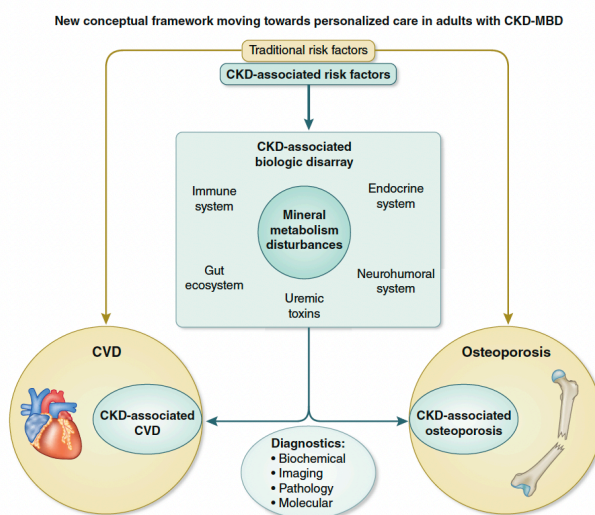 New conceptual framework moving towards personalized care in adults with CKD-MBD
Traditional risk factors
CKD-associated risk factors
CKD-associated
biologic disarray
Immune
system
Endocrine
system
Mineral
metabolism
disturbances
Gut
ecosystem
Neurohumoral
system
Uremic
toxins
CVD
Osteoporosis
CKD-associated
CVD
CKD-associated
osteoporosis
Diagnostics:
• Biochemical
• Imaging
• Pathology
• Molecular